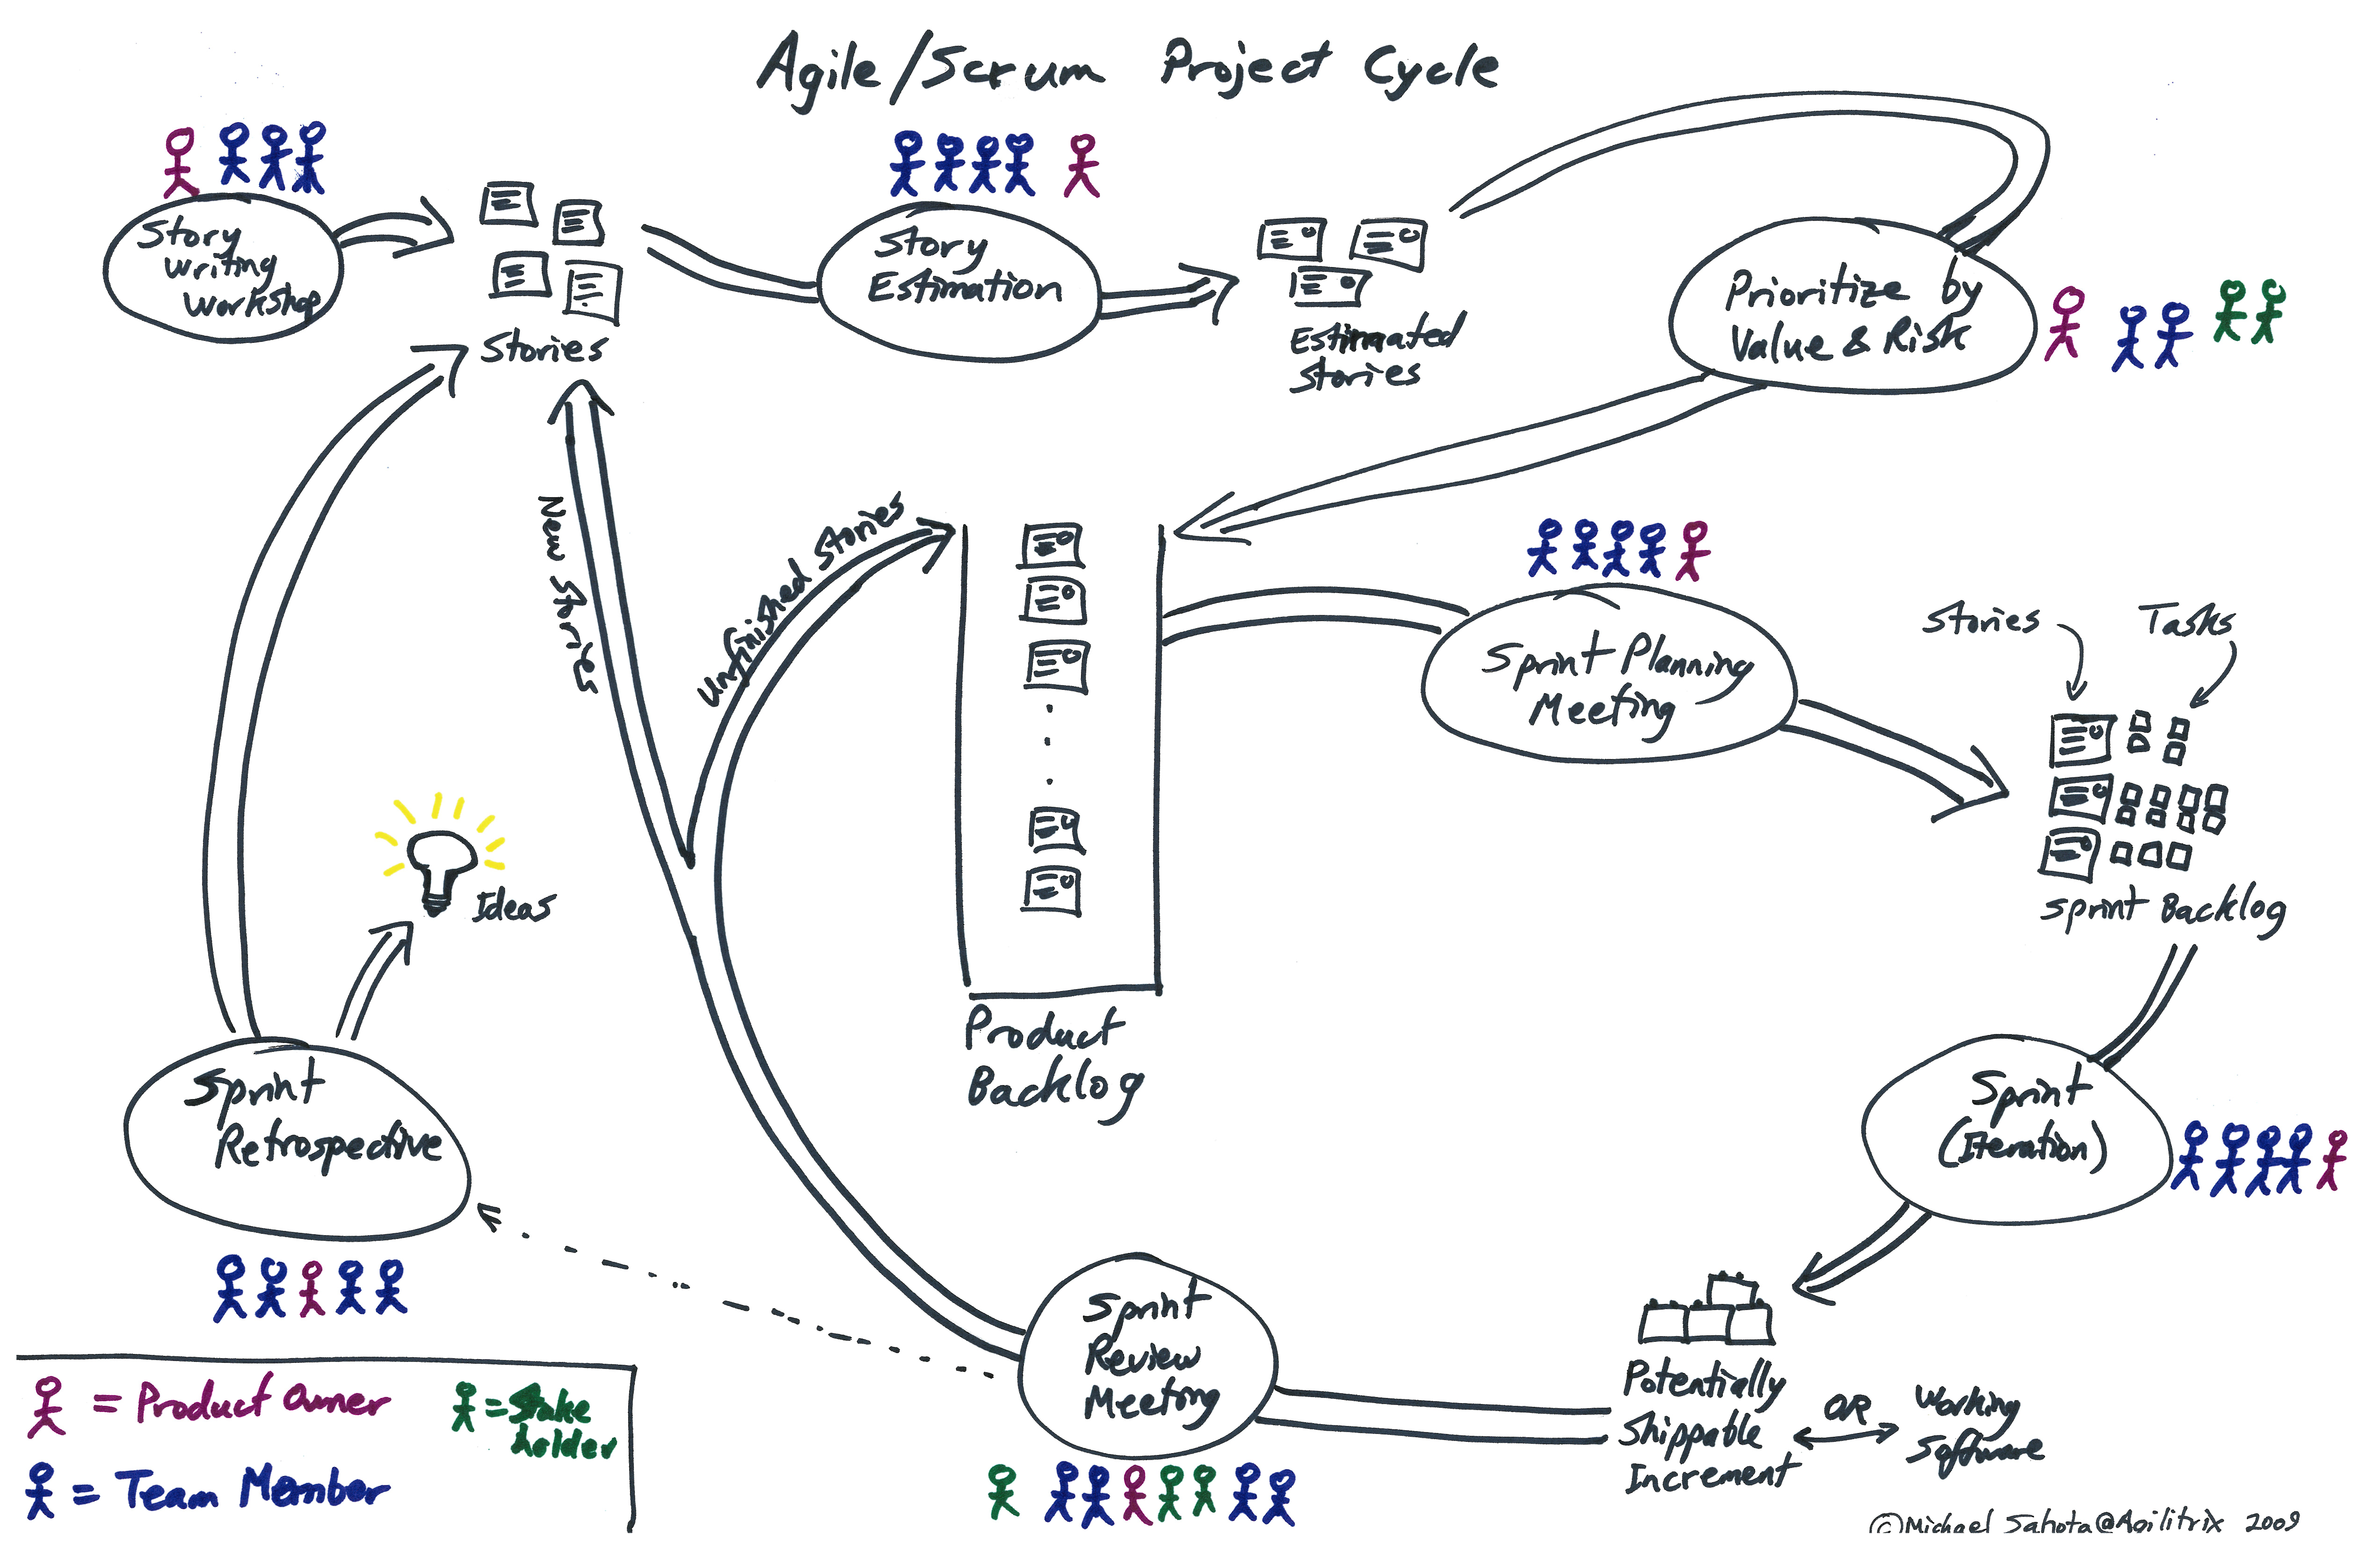 Agile/Scrum Project Cycle
Story
Writing
Workshop
Stories
Story
Estimation
Estimated
Stories
Prioritize by
Value & Risk
New Stories
Unfinished Stories
Product
Backlog
Sprint Planning
Meeting
Stories
Tasks
Sprint Backlog
Ideas
Sprint
Retrospective
Sprint
(Iteration)
Sprint
Review
Meeting
Potentially
Shippable
Increment
OR
Working
Software
= Product Owner
= Stake
holder
= Team Member
©Michael Sahota@Agilitrix 2009